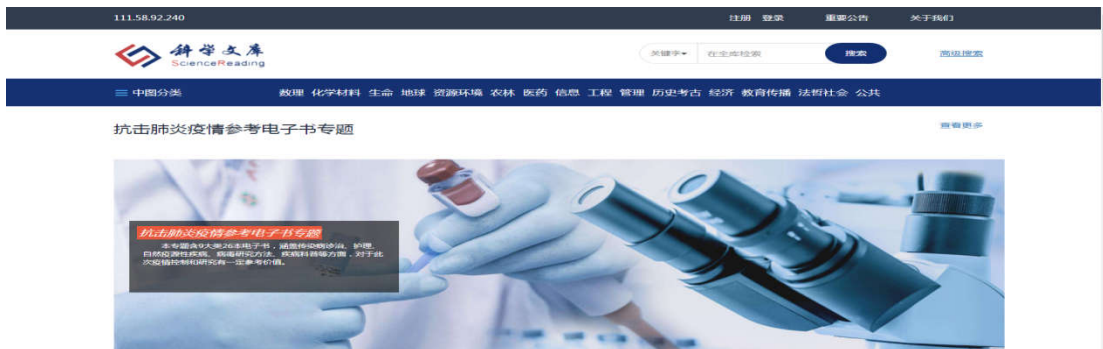 111.58.92.240 注册 登录 重要公告 关于我们
科学文库
ScienceReading
关键字 在全库检索 搜索 高级搜索
中图分类 数理 化学材料 生命 地球 资源环境 农林 医药 信息 工程 管理 历史考古 经济 教育传播 法哲社会 公共
抗击肺炎疫情参考电子书专题 查看更多
抗击肺炎疫情参考电子书专题
本专题含9大类26本电子书，涵盖传染病诊治、护理、
自然疫源性疾病、病毒研究方法、疾病科普等方面，对于此
次疫情控制和研究有一定参考价值。